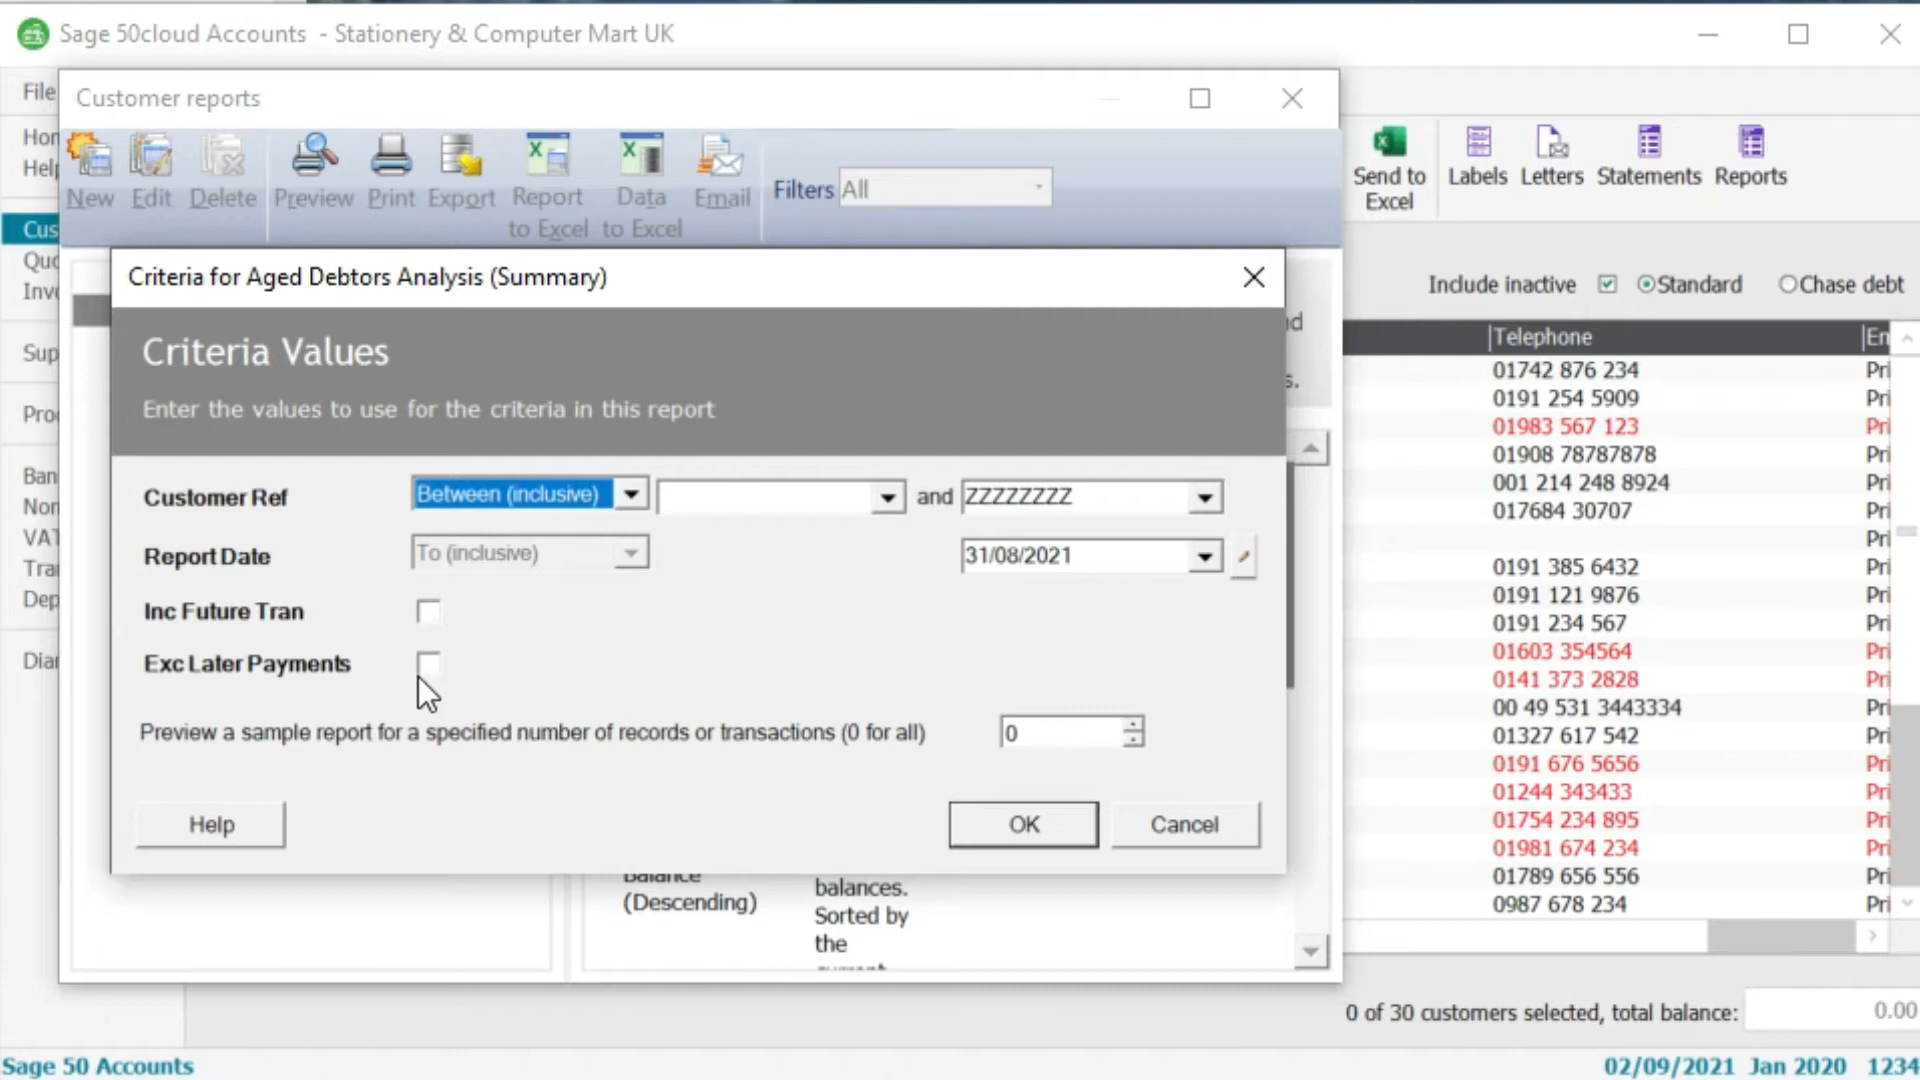 Sage 50cloud Accounts - Stationery & Computer Mart UK
File
Customer reports
Help
New
Edit
Delete
Preview
Print
Export
Report to Excel
Data to Excel
Email
Filters All
Send to Excel
Labels
Letters
Statements
Reports
Criteria for Aged Debtors Analysis (Summary)
Criteria Values
Enter the values to use for the criteria in this report
Customer Ref
Between (inclusive)
and
ZZZZZZZZ
Report Date
To (inclusive)
31/08/2021
Inc Future Tran
Exc Later Payments
Preview a sample report for a specified number of records or transactions (0 for all)
0
Help
OK
Cancel
(Descending)
balances.
Sorted by
the
Include inactive
Standard
Chase debt
Telephone
01742 876 234
0191 254 5909
01983 567 123
01908 78787878
001 214 248 8924
017684 30707
0191 385 6432
0191 121 9876
0191 234 567
01603 354564
0141 373 2828
00 49 531 3443334
01327 617 542
0191 676 5656
01244 343433
01754 234 895
01981 674 234
01789 656 556
0987 678 234
0 of 30 customers selected, total balance:
0.00
Sage 50 Accounts
02/09/2021 Jan 2020 1234